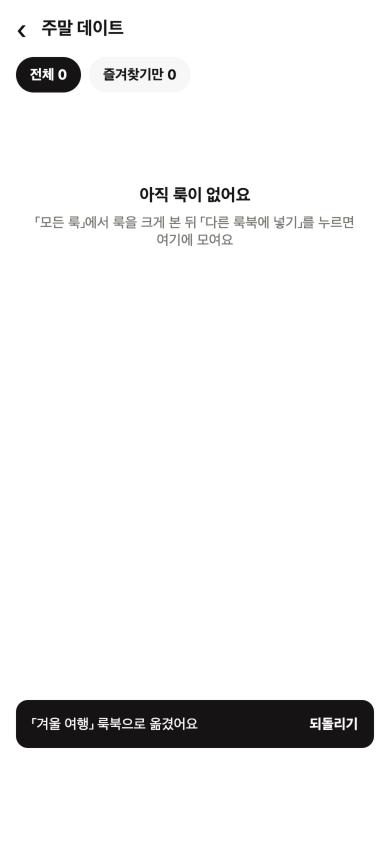 ‹ 주말 데이트
전체 0
즐겨찾기만 0
아직 룩이 없어요
「모든 룩」에서 룩을 크게 본 뒤 「다른 룩북에 넣기」를 누르면
여기에 모여요
「겨울 여행」 룩북으로 옮겼어요
되돌리기